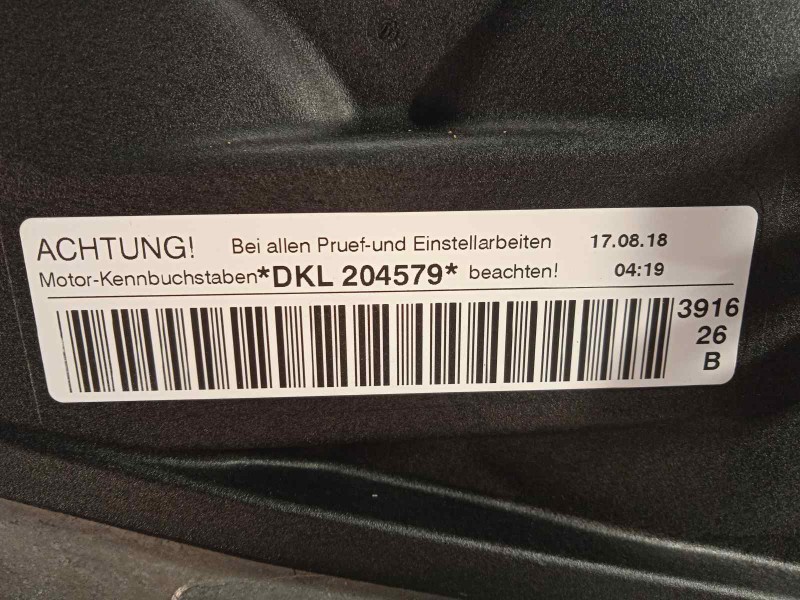 ACHTUNG! Bei allen Pruef-und Einstellarbeiten 17.08.18
Motor-Kennbuchstaben *DKL 204579* beachten! 04:19
3916
26
B